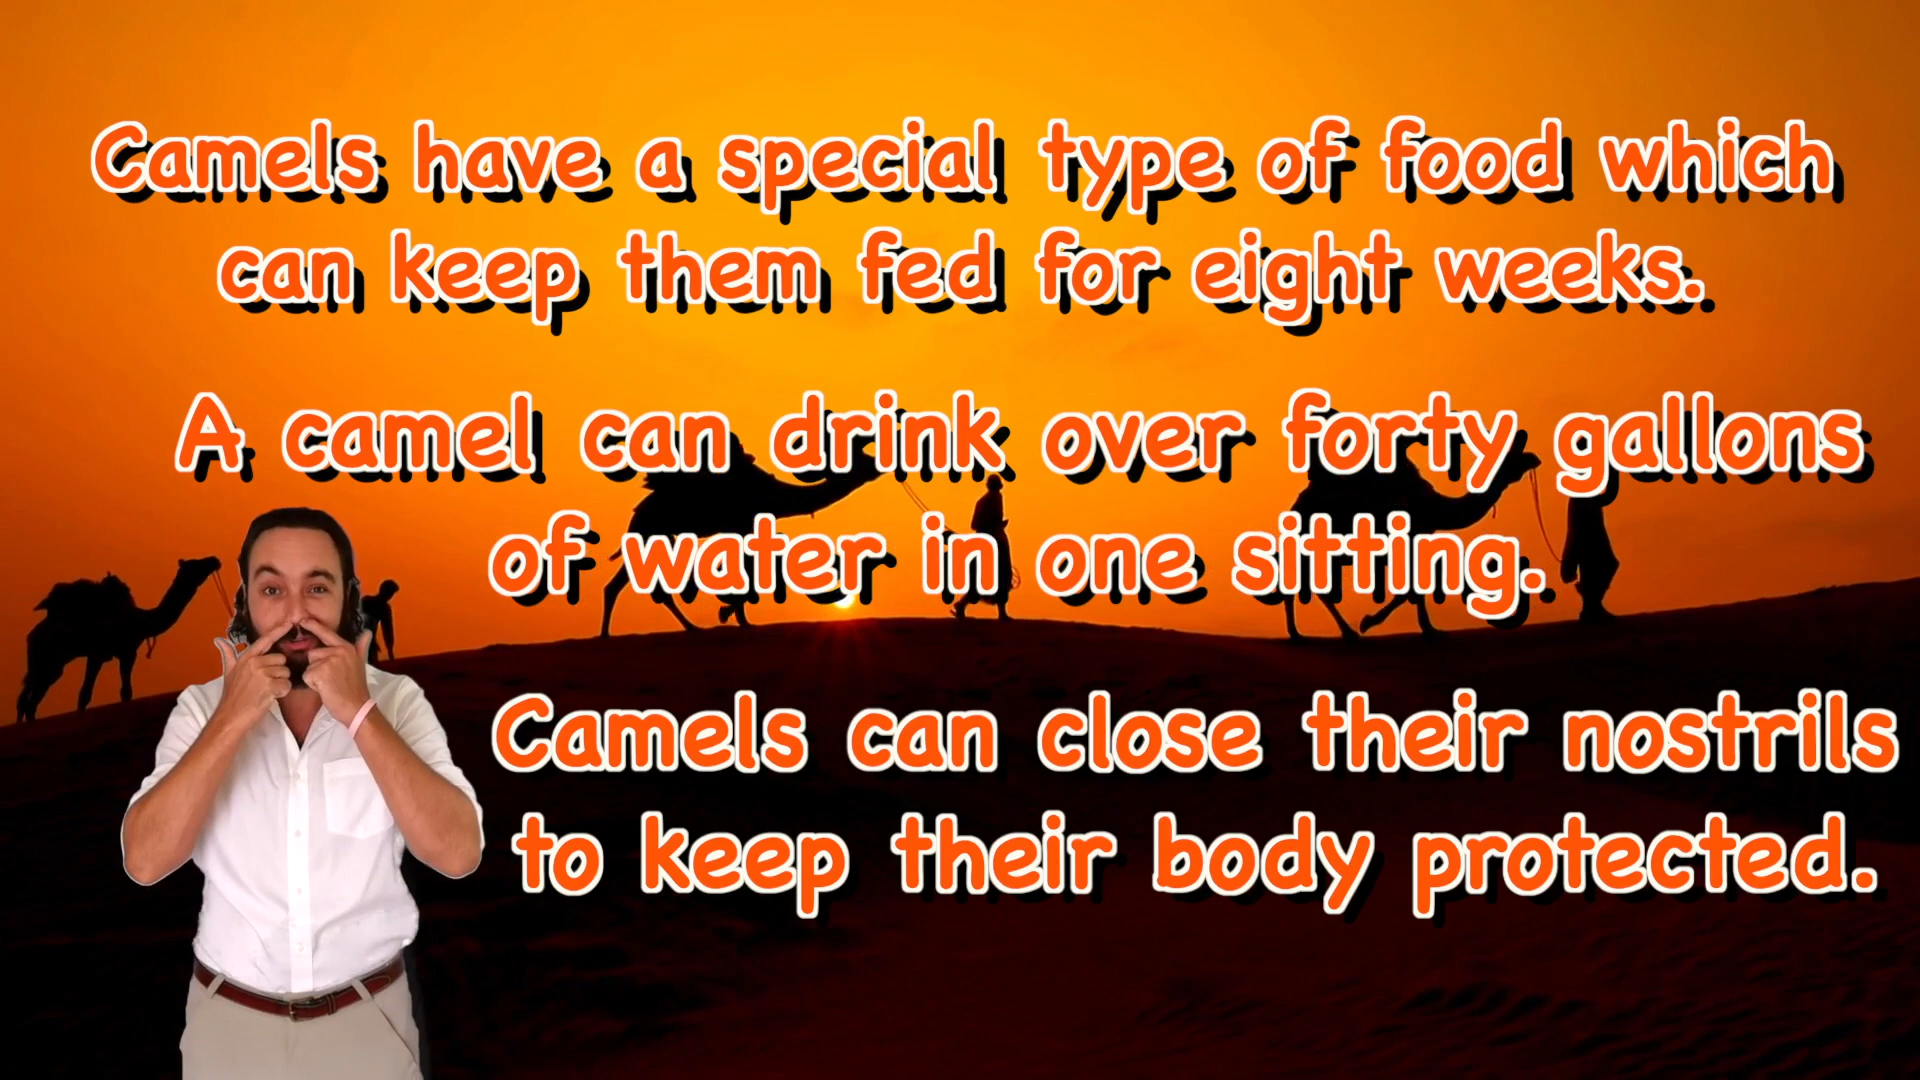 Camels have a special type of food which
can keep them fed for eight weeks.
A camel can drink over forty gallons
of water in one sitting.
Camels can close their nostrils
to keep their body protected.